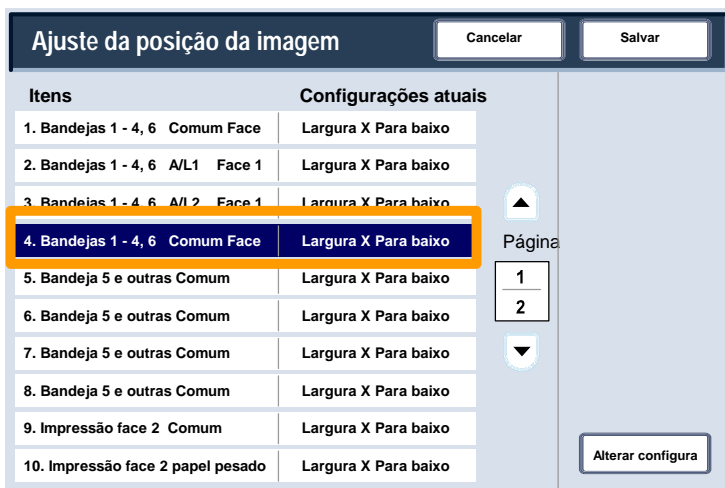 Ajuste da posição da imagem Cancelar Salvar
Itens Configurações atuais
1. Bandejas 1 - 4, 6 Comum Face Largura X Para baixo
2. Bandejas 1 - 4, 6 A/L1 Face 1 Largura X Para baixo
3. Bandejas 1 - 4, 6 A/L2 Face 1 Largura X Para baixo
4. Bandejas 1 - 4, 6 Comum Face Largura X Para baixo
Página
5. Bandeja 5 e outras Comum Largura X Para baixo
1
6. Bandeja 5 e outras Comum Largura X Para baixo
2
7. Bandeja 5 e outras Comum Largura X Para baixo
8. Bandeja 5 e outras Comum Largura X Para baixo
9. Impressão face 2 Comum Largura X Para baixo
10. Impressão face 2 papel pesado Largura X Para baixo
Alterar configura